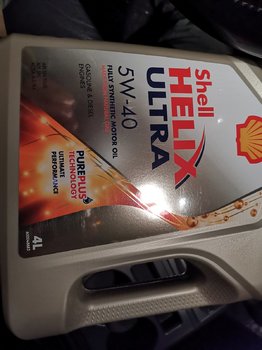 Shell
HELIX
ULTRA
5W-40
FULLY SYNTHETIC MOTOR OIL
GASOLINE & DIESEL
ENGINES
PUREPLUS
TECHNOLOGY
ULTIMATE
PERFORMANCE
4L